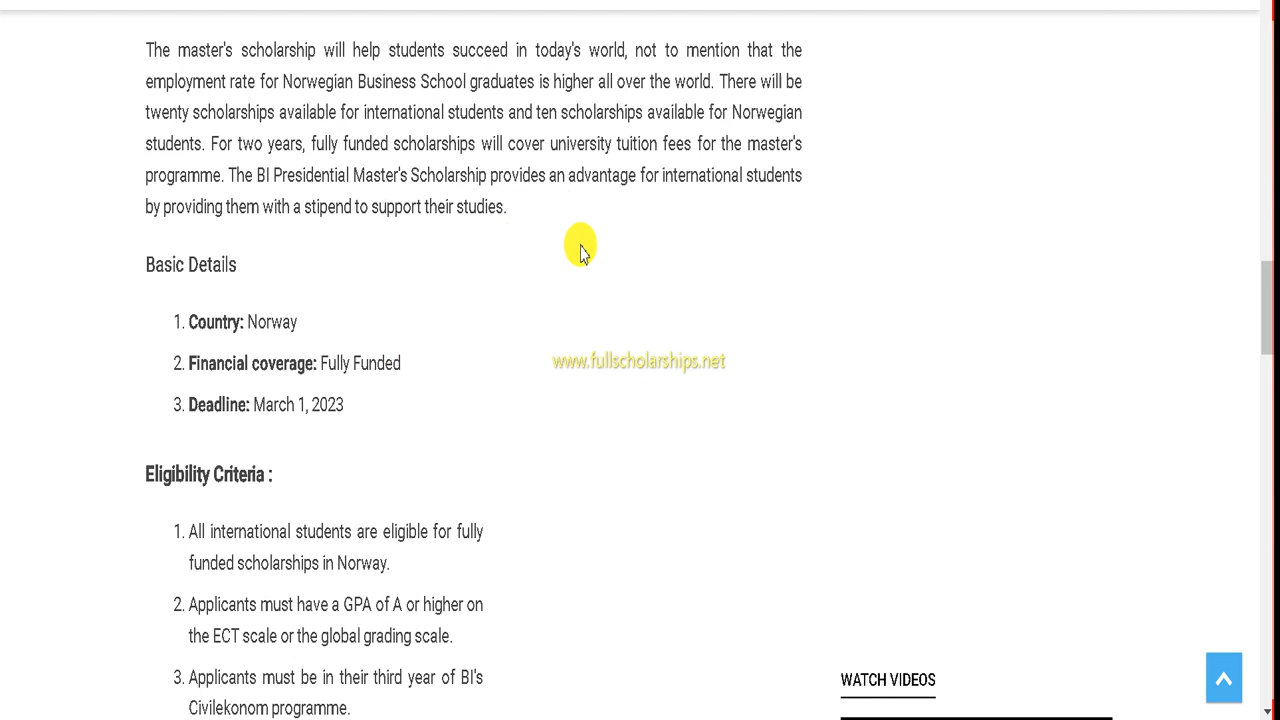 The master's scholarship will help students succeed in today's world, not to mention that the
employment rate for Norwegian Business School graduates is higher all over the world. There will be
twenty scholarships available for international students and ten scholarships available for Norwegian
students. For two years, fully funded scholarships will cover university tuition fees for the master's
programme. The BI Presidential Master's Scholarship provides an advantage for international students
by providing them with a stipend to support their studies.
Basic Details
1. Country: Norway
2. Financial coverage: Fully Funded
www.fullscholarships.net
3. Deadline: March 1, 2023
Eligibility Criteria :
1. All international students are eligible for fully
funded scholarships in Norway.
2. Applicants must have a GPA of A or higher on
the ECT scale or the global grading scale.
3. Applicants must be in their third year of BI's
Civilekonom programme.
WATCH VIDEOS